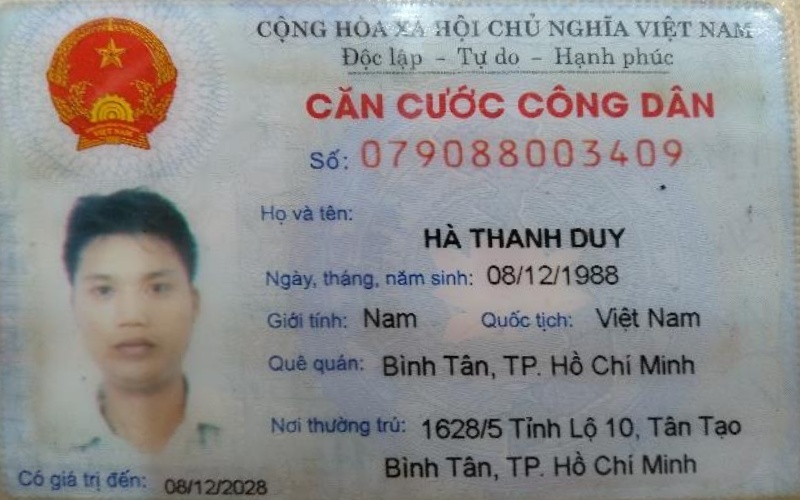 CỘNG HÒA XÃ HỘI CHỦ NGHĨA VIỆT NAM
Độc lập - Tự do - Hạnh phúc
CĂN CƯỚC CÔNG DÂN
Số: 079088003409
Họ và tên:
HÀ THANH DUY
Ngày, tháng, năm sinh: 08/12/1988
Giới tính: Nam Quốc tịch: Việt Nam
Quê quán: Bình Tân, TP. Hồ Chí Minh
Nơi thường trú: 1628/5 Tỉnh Lộ 10, Tân Tạo
Bình Tân, TP. Hồ Chí Minh
Có giá trị đến: 08/12/2028
VIỆT NAM